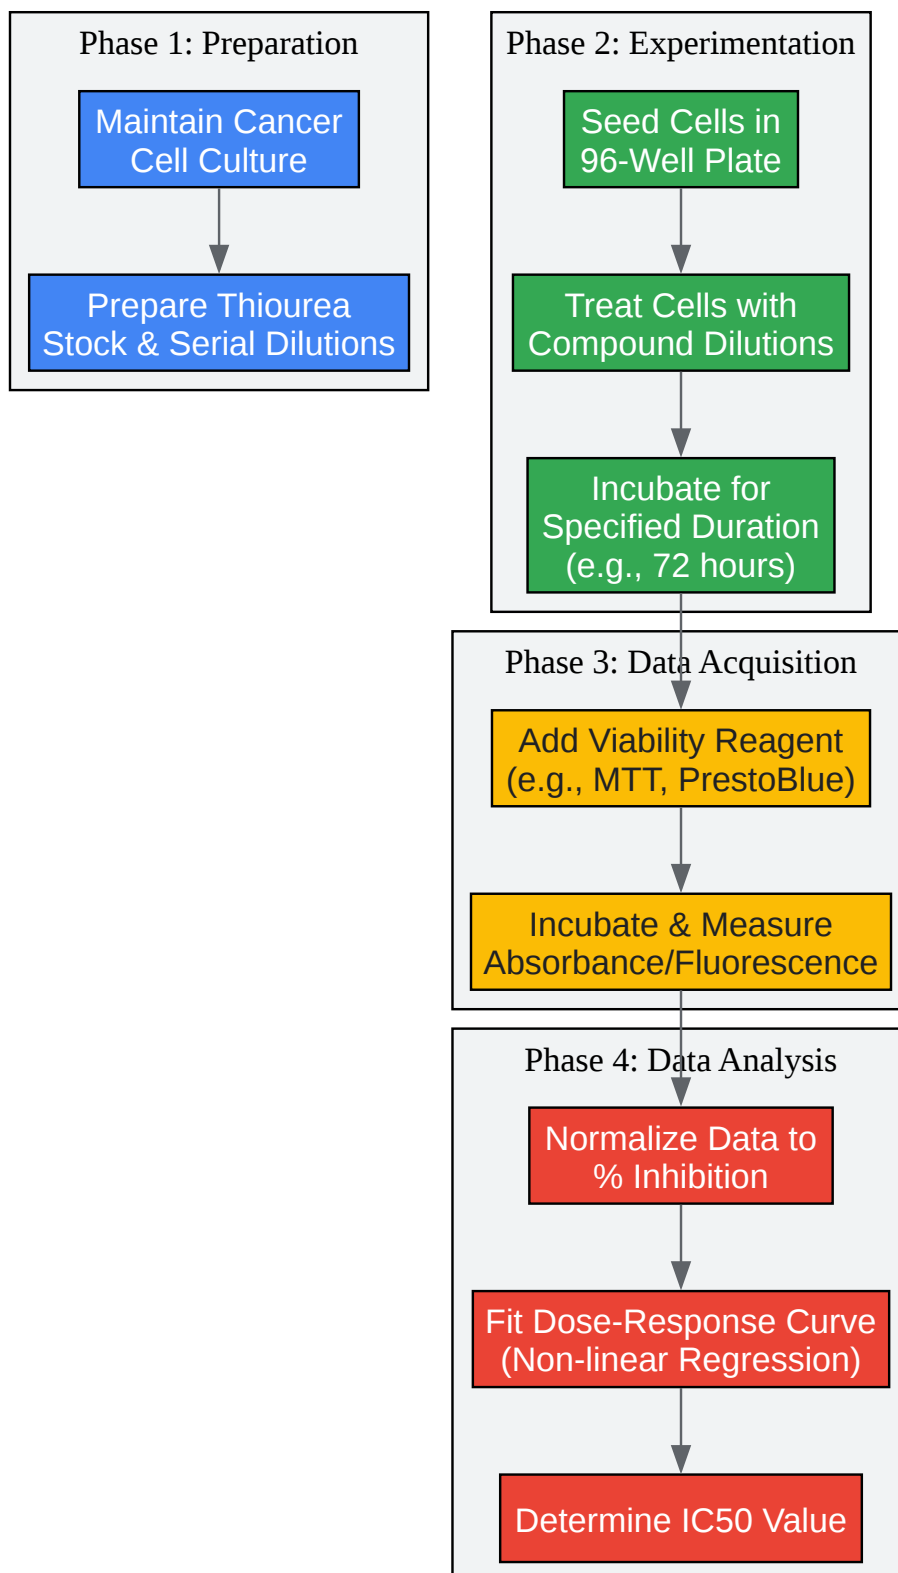 Phase 1: Preparation
Maintain Cancer
Cell Culture
Prepare Thiourea
Stock & Serial Dilutions
Phase 2: Experimentation
Seed Cells in
96-Well Plate
Treat Cells with
Compound Dilutions
Incubate for
Specified Duration
(e.g., 72 hours)
Phase 3: Data Acquisition
Add Viability Reagent
(e.g., MTT, PrestoBlue)
Incubate & Measure
Absorbance/Fluorescence
Phase 4: Data Analysis
Normalize Data to
% Inhibition
Fit Dose-Response Curve
(Non-linear Regression)
Determine IC50 Value